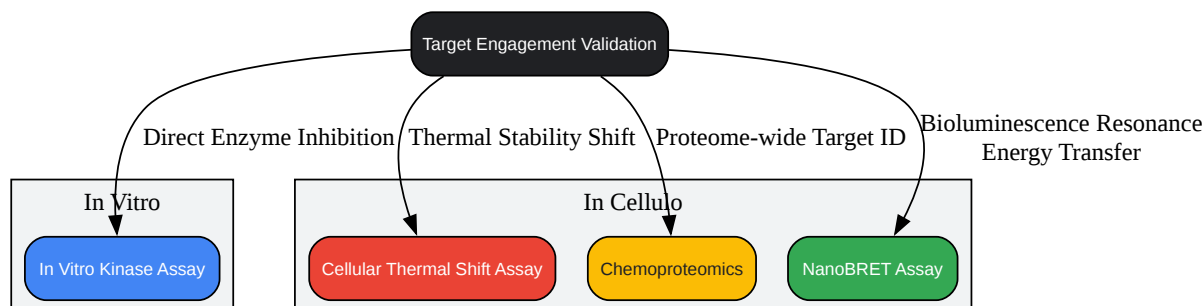 Target Engagement Validation
Direct Enzyme Inhibition
Thermal Stability Shift
Proteome-wide Target ID
Bioluminescence Resonance
Energy Transfer
In Vitro
In Cellulo
In Vitro Kinase Assay
Cellular Thermal Shift Assay
Chemoproteomics
NanoBRET Assay